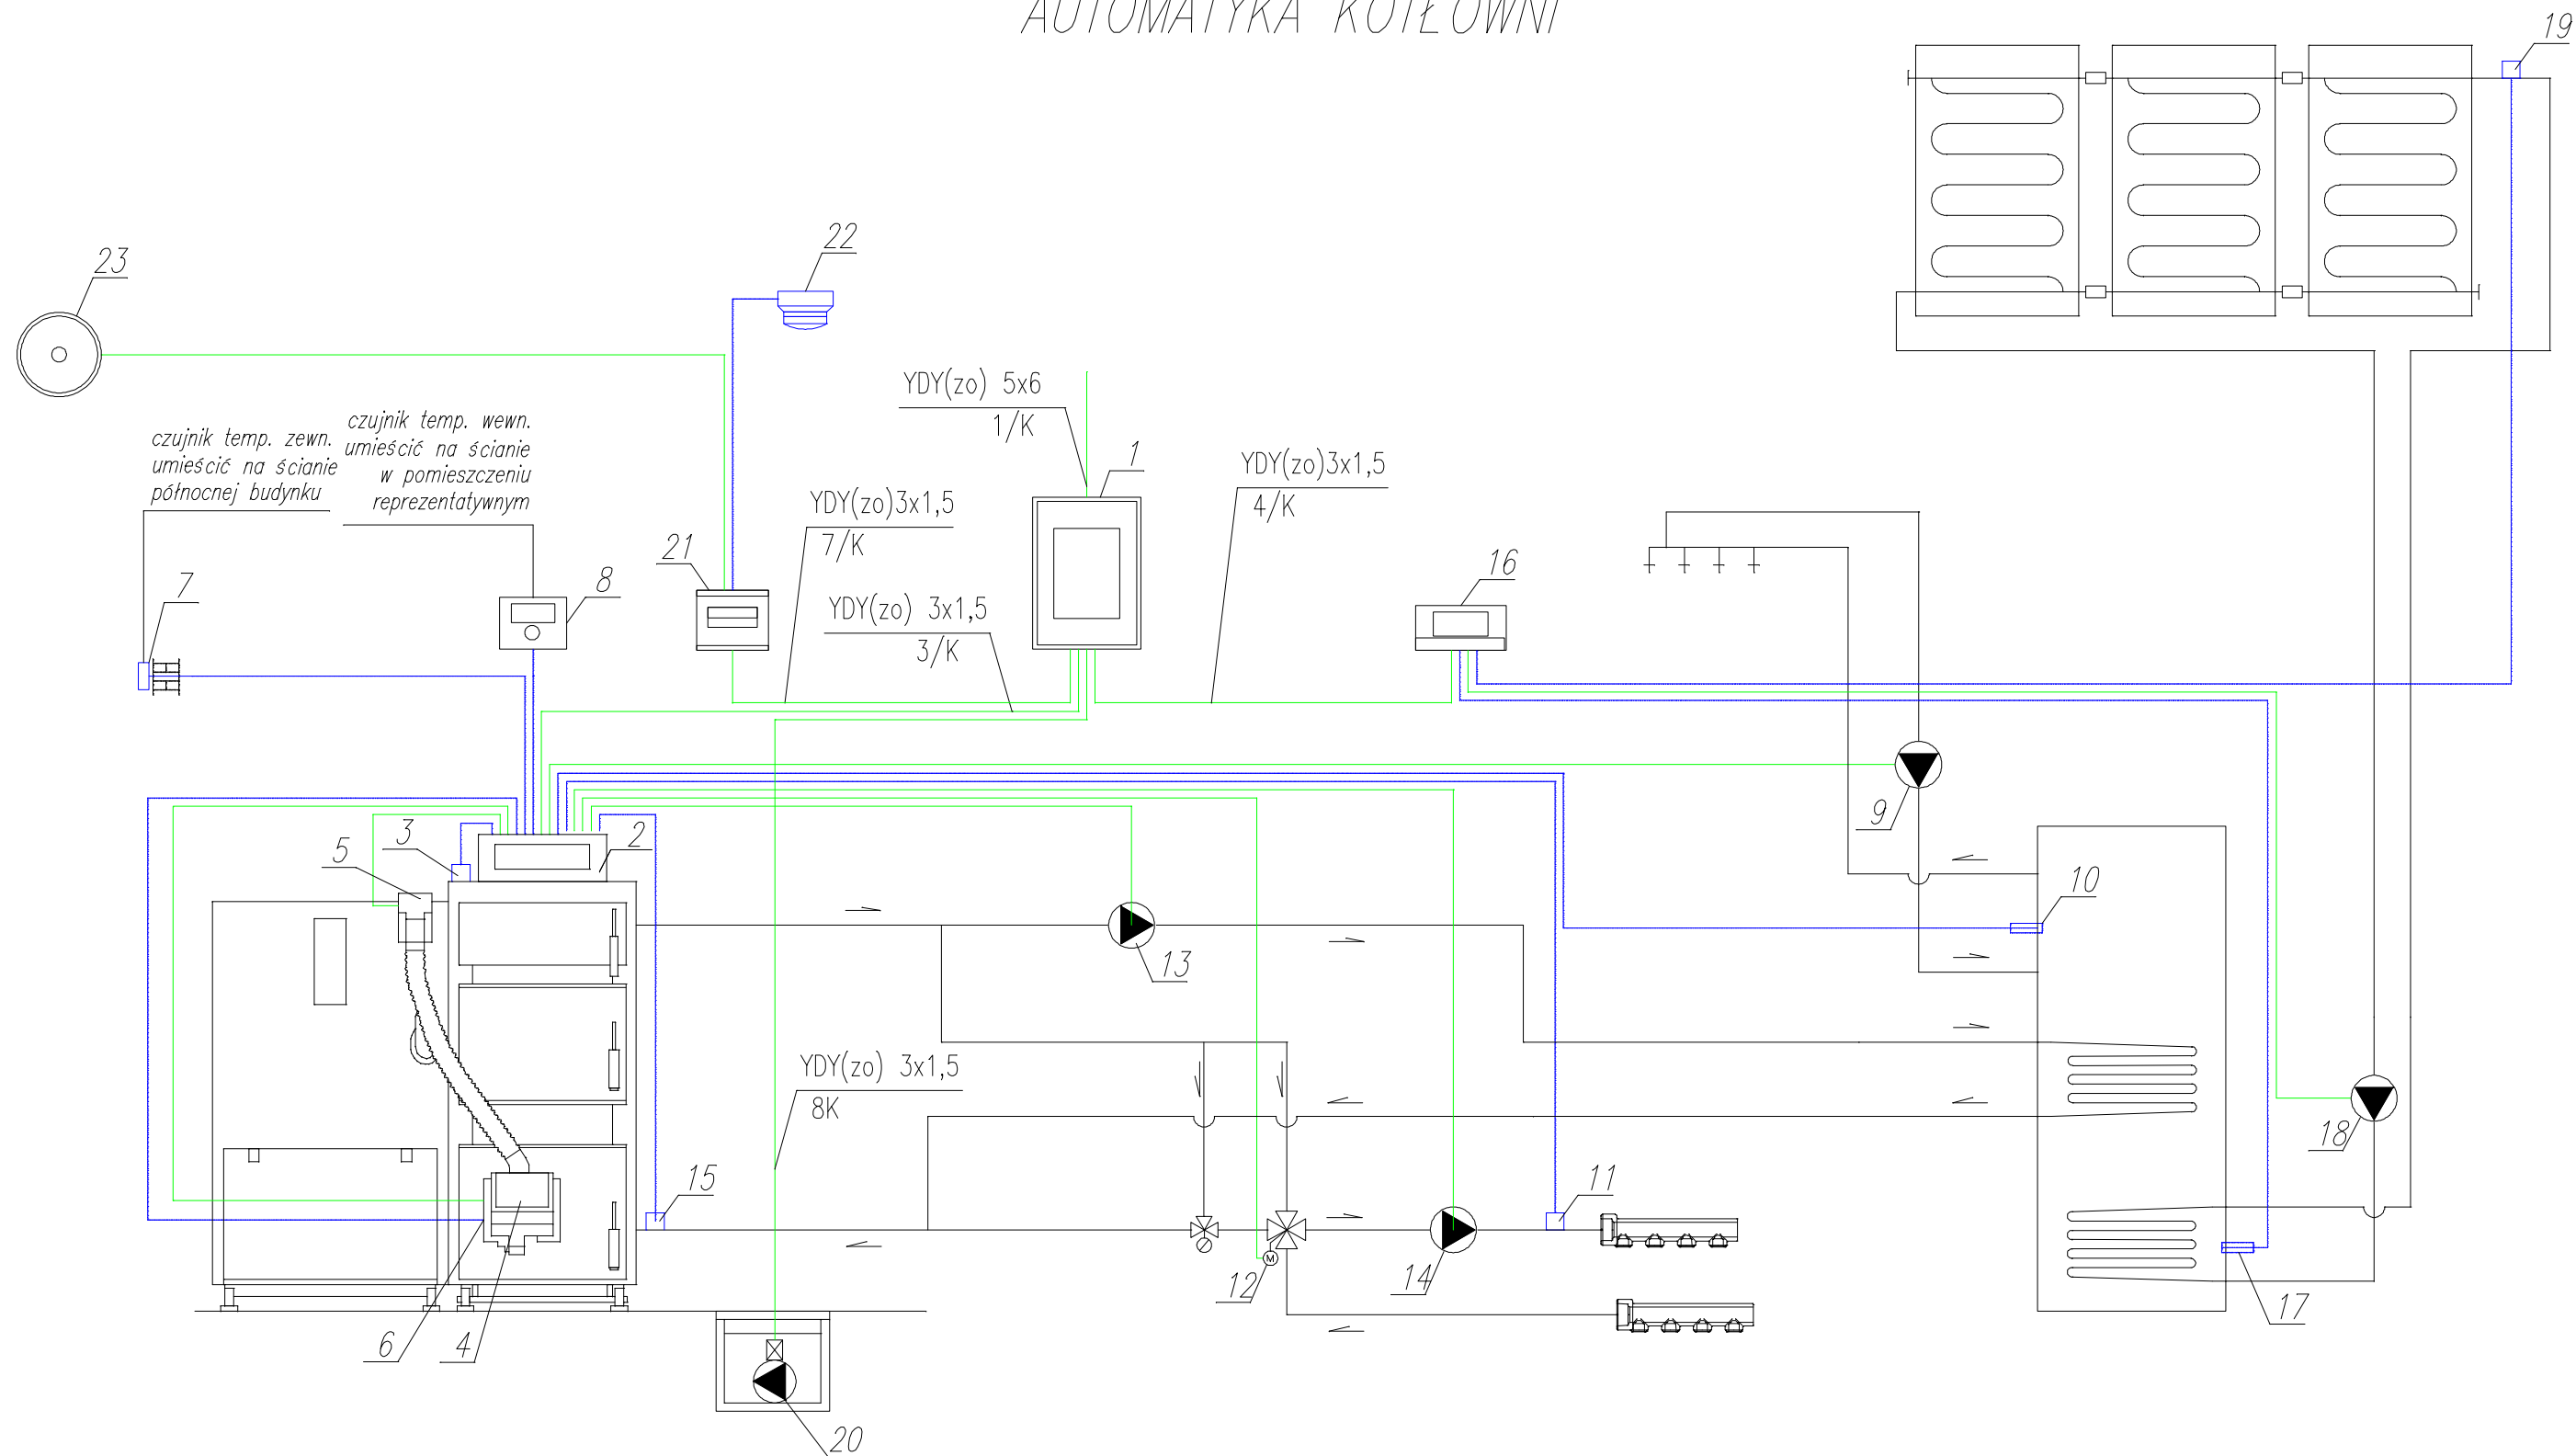 AUTOMATYKA KOTŁOWNI
19
23
22
YDY(zo) 5x6
1/K
czujnik temp. zewn.
umieścić na ścianie
północnej budynku
czujnik temp. wewn.
umieścić na ścianie
w pomieszczeniu
reprezentatywnym
1
YDY(zo)3x1,5
4/K
YDY(zo)3x1,5
7/K
21
16
7
8
YDY(zo) 3x1,5
3/K
9
5
3
2
10
13
YDY(zo) 3x1,5
8K
18
15
11
M
12
14
17
6
4
20